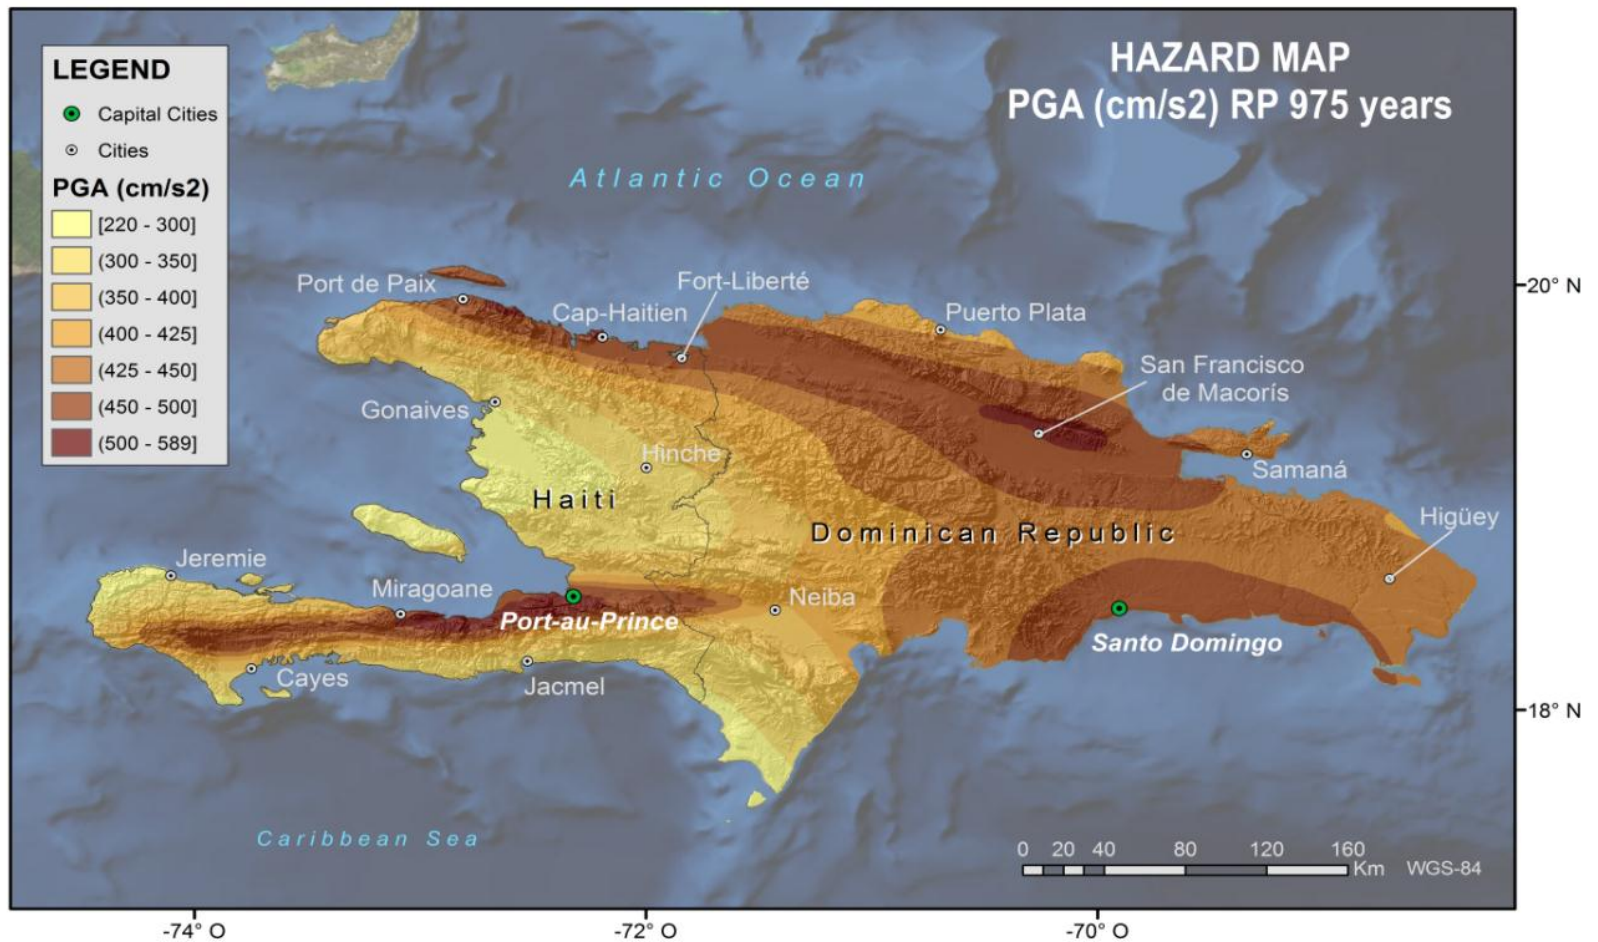 HAZARD MAP
PGA (cm/s2) RP 975 years
LEGEND
Capital Cities
Cities
PGA (cm/s2)
[220 - 300]
(300 - 350]
(350 - 400]
(400 - 425]
(425 - 450]
(450 - 500]
(500 - 589]
Atlantic Ocean
Port de Paix
Fort-Liberté
Cap-Haitien
Puerto Plata
20° N
San Francisco
de Macorís
Gonaives
Hinche
Samaná
Haiti
Dominican Republic
Higüey
Jeremie
Miragoane
Neiba
Port-au-Prince
Santo Domingo
Cayes
Jacmel
18° N
Caribbean Sea
0 20 40 80 120 160
Km
WGS-84
-74° O
-72° O
-70° O